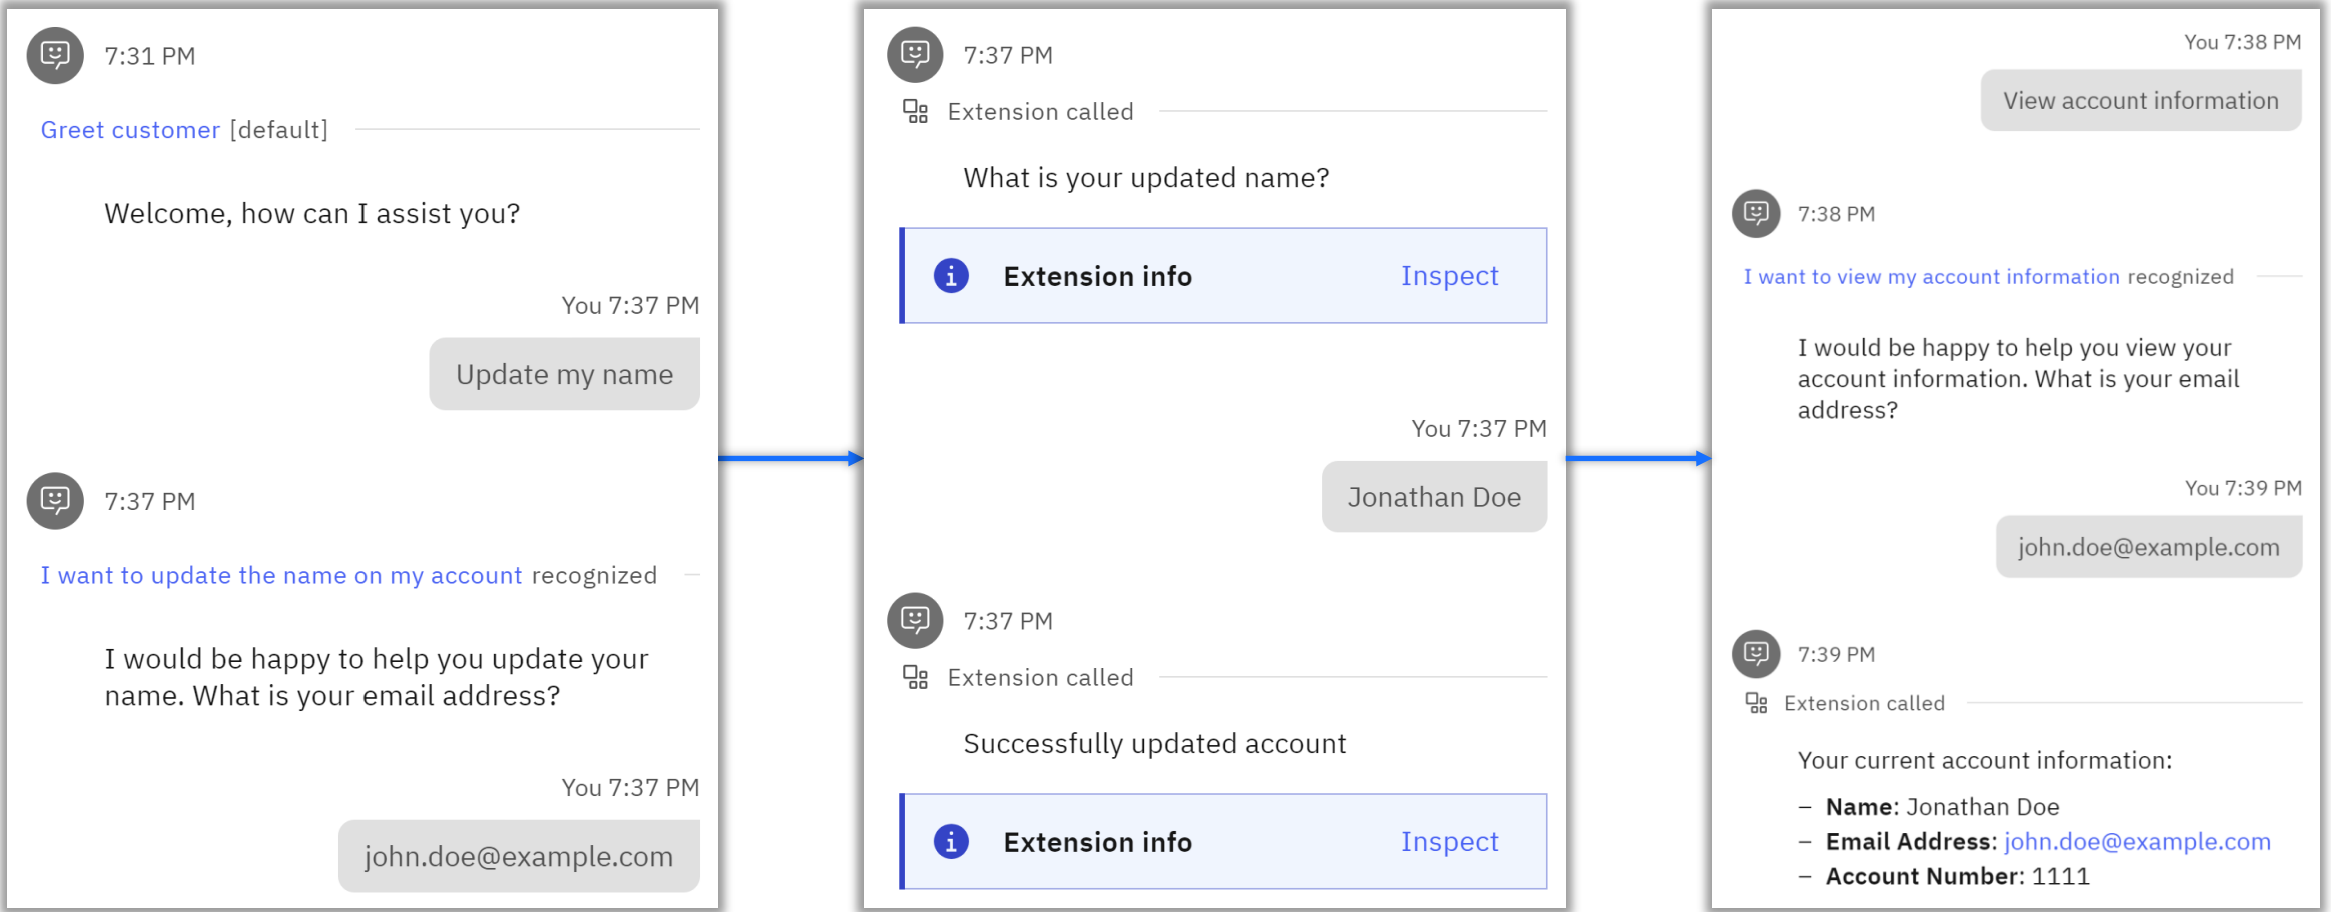 7:31 PM
Greet customer [default]
Welcome, how can I assist you?
You 7:37 PM
Update my name
7:37 PM
I want to update the name on my account recognized
I would be happy to help you update your
name. What is your email address?
You 7:37 PM
john.doe@example.com
7:37 PM
Extension called
What is your updated name?
Extension info Inspect
You 7:37 PM
Jonathan Doe
7:37 PM
Extension called
Successfully updated account
Extension info Inspect
You 7:38 PM
View account information
7:38 PM
I want to view my account information recognized
I would be happy to help you view your
account information. What is your email
address?
You 7:39 PM
john.doe@example.com
7:39 PM
Extension called
Your current account information:
– Name: Jonathan Doe
– Email Address: john.doe@example.com
– Account Number: 1111